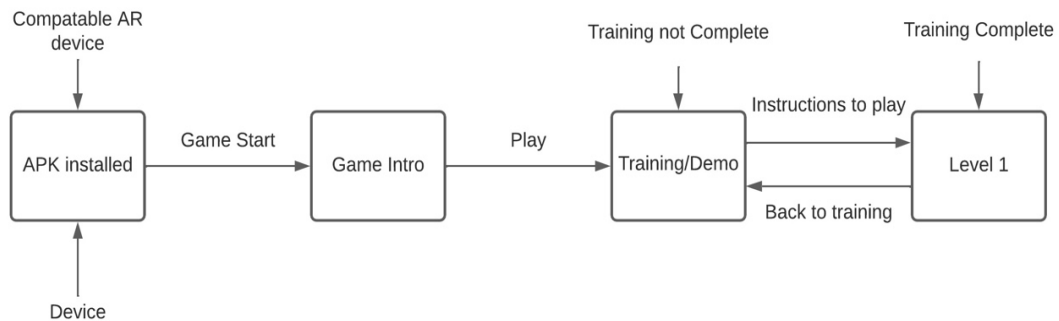 Compatable AR
device
Training not Complete
Training Complete
Instructions to play
Game Start
Play
APK installed
Game Intro
Training/Demo
Level 1
Back to training
Device